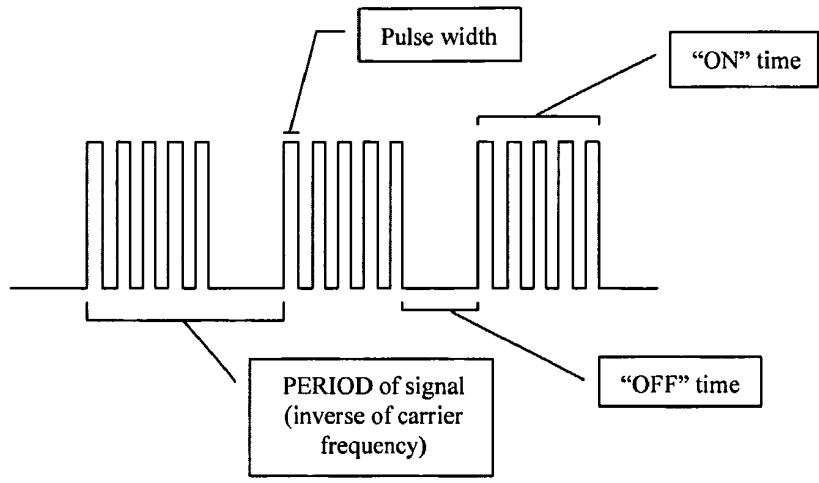 Pulse width
“ON” time
PERIOD of signal
(inverse of carrier
frequency)
“OFF” time